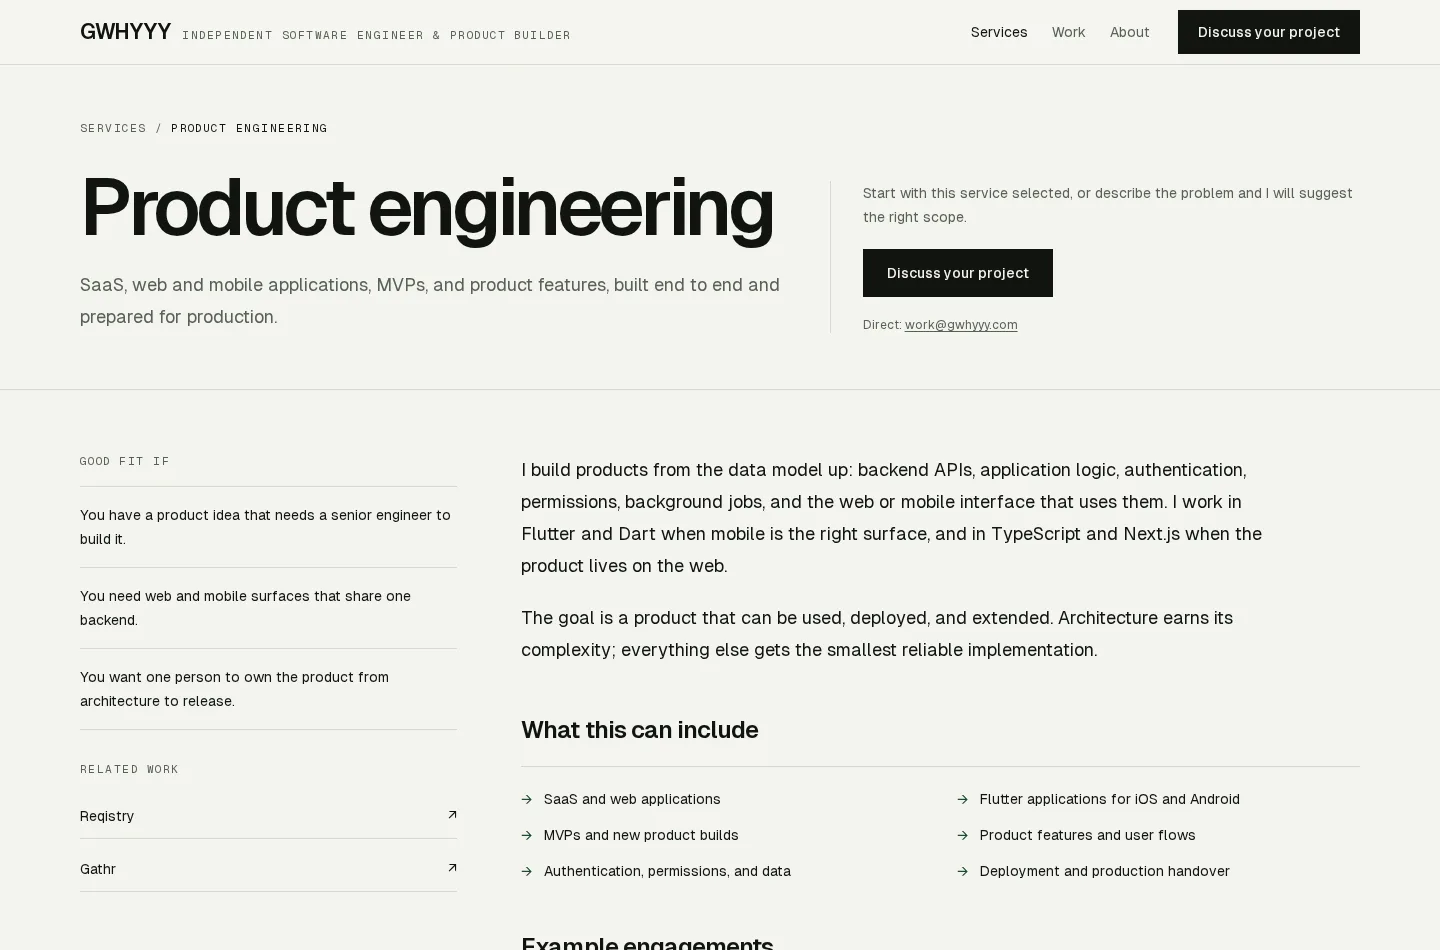 GWHYYY INDEPENDENT SOFTWARE ENGINEER & PRODUCT BUILDER
Services Work About Discuss your project
SERVICES / PRODUCT ENGINEERING
Product engineering
SaaS, web and mobile applications, MVPs, and product features, built end to end and
prepared for production.
Start with this service selected, or describe the problem and I will suggest
the right scope.
Discuss your project
Direct: work@gwhyyy.com
GOOD FIT IF
You have a product idea that needs a senior engineer to
build it.
You need web and mobile surfaces that share one
backend.
You want one person to own the product from
architecture to release.
RELATED WORK
Reqistry ↗
Gathr ↗
I build products from the data model up: backend APIs, application logic, authentication,
permissions, background jobs, and the web or mobile interface that uses them. I work in
Flutter and Dart when mobile is the right surface, and in TypeScript and Next.js when the
product lives on the web.
The goal is a product that can be used, deployed, and extended. Architecture earns its
complexity; everything else gets the smallest reliable implementation.
What this can include
→ SaaS and web applications
→ Flutter applications for iOS and Android
→ MVPs and new product builds
→ Product features and user flows
→ Authentication, permissions, and data
→ Deployment and production handover
Example engagements